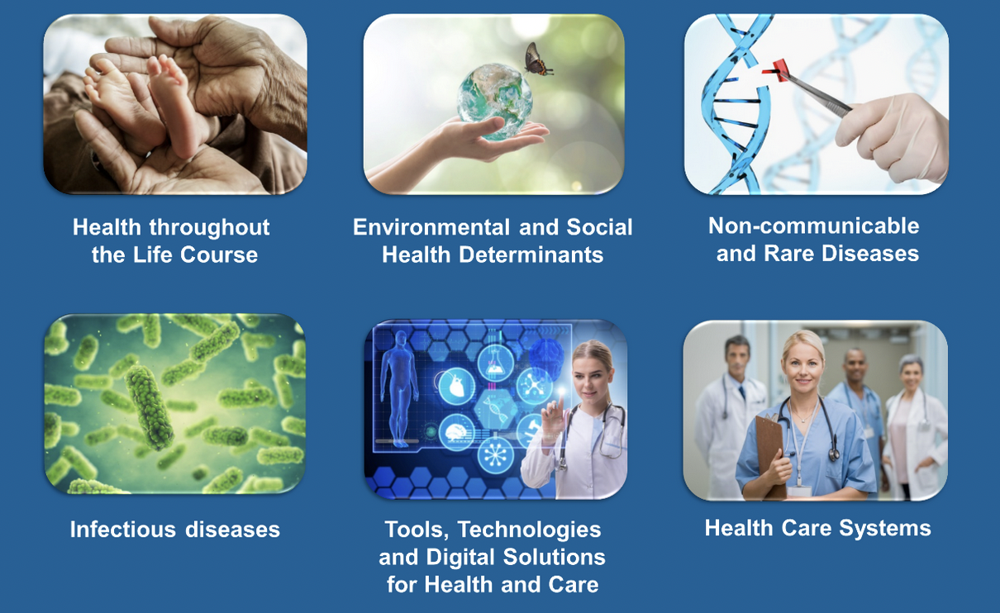 Health throughout
the Life Course
Environmental and Social
Health Determinants
Non-communicable
and Rare Diseases
Infectious diseases
Tools, Technologies
and Digital Solutions
for Health and Care
Health Care Systems